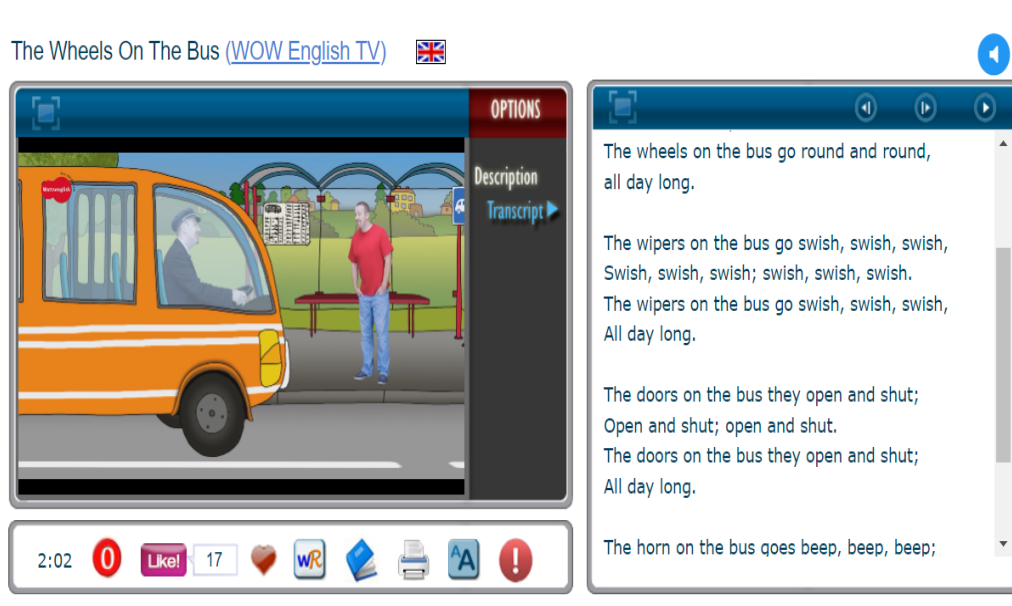 The Wheels On The Bus (WOW English TV)
OPTIONS
Description
Transcript
The wheels on the bus go round and round,
all day long.
The wipers on the bus go swish, swish, swish,
Swish, swish, swish; swish, swish, swish.
The wipers on the bus go swish, swish, swish,
All day long.
The doors on the bus they open and shut;
Open and shut; open and shut.
The doors on the bus they open and shut;
All day long.
The horn on the bus goes beep, beep, beep;
2:02
0
Like!
17
WR
AA
!